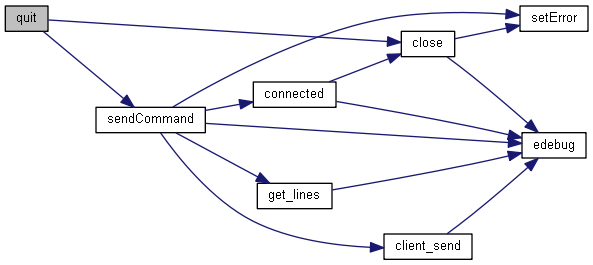 quit
setError
close
connected
sendCommand
edebug
get_lines
client_send